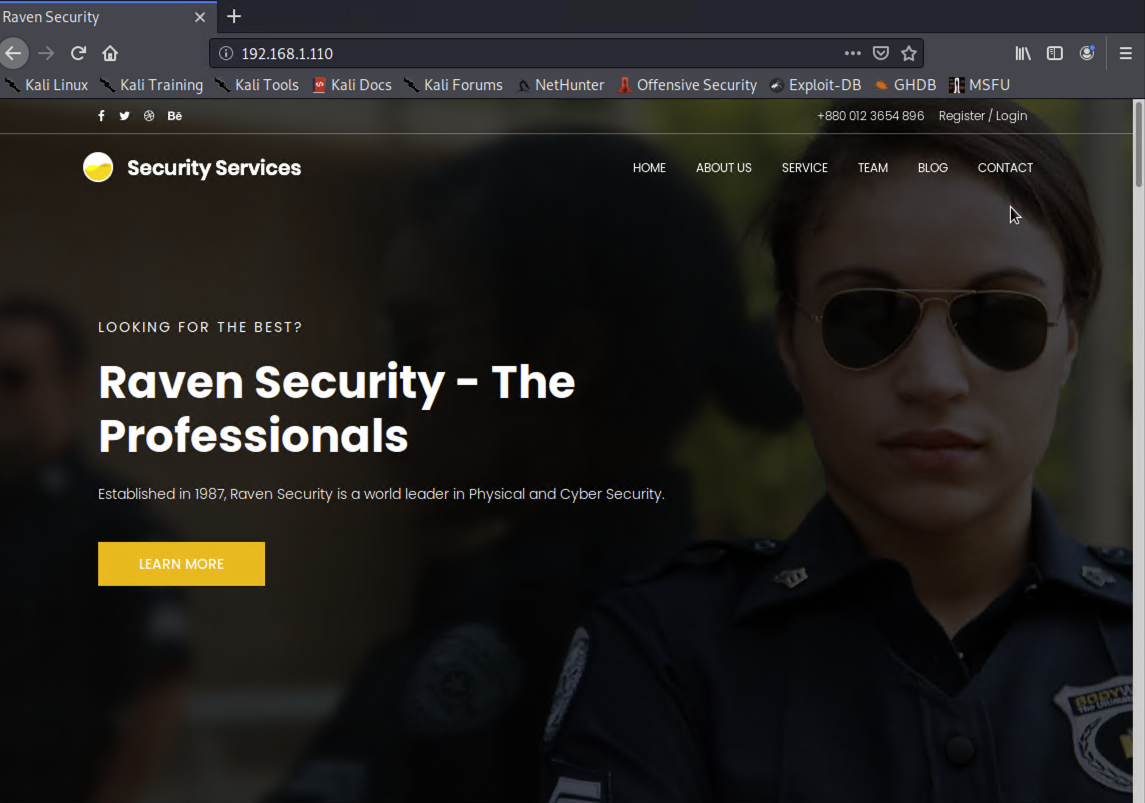 Raven Security
192.168.1.110
Kali Linux Kali Training Kali Tools Kali Docs Kali Forums NetHunter Offensive Security Exploit-DB GHDB MSFU
+880 012 3654 896 Register / Login
Security Services HOME ABOUT US SERVICE TEAM BLOG CONTACT
LOOKING FOR THE BEST?
Raven Security - The
Professionals
Established in 1987, Raven Security is a world leader in Physical and Cyber Security.
LEARN MORE